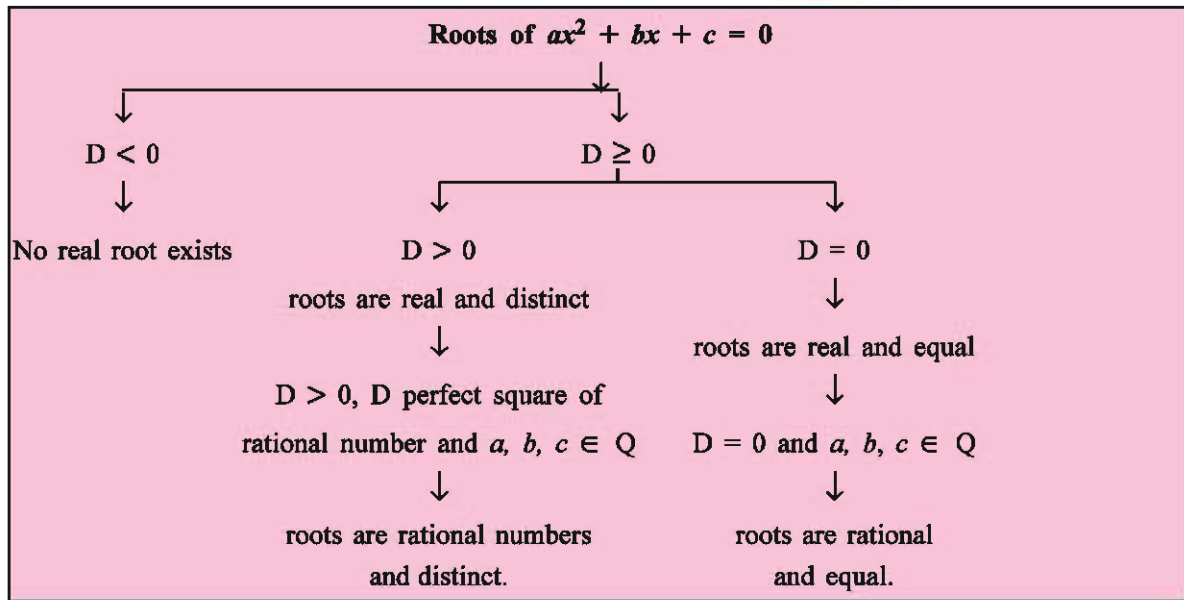 Roots of ax² + bx + c = 0
D < 0
D ≥ 0
No real root exists
D > 0
D = 0
roots are real and distinct
roots are real and equal
D > 0, D perfect square of
rational number and a, b, c ∈ Q
D = 0 and a, b, c ∈ Q
roots are rational numbers
and distinct.
roots are rational
and equal.